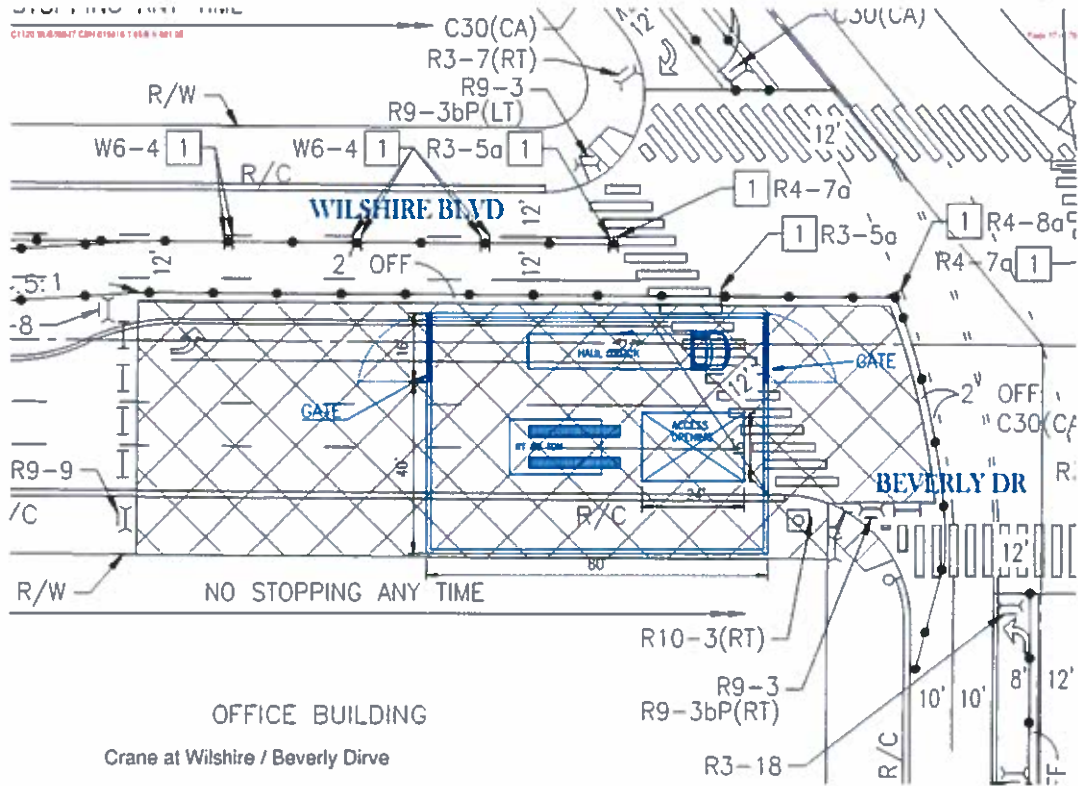 STOPPING ANY TIME
C30(CA)
C30(CA)
R3-7(RT)
R9-3
R9-3bP(LT)
R/W
12'
12'
W6-4 1
W6-4 1
R3-5a 1
R/C
1 R4-7a
WILSHIRE BLVD
12'
1 R3-5a
1 R4-8a
R4-7a 1
12'
2' OFF
12'
.5:1
-8
16'
HAUL TRUCK
12'
GATE
GATE
2' OFF
C30(CA
ACCESS
OPENING
R9-9
40'
BEVERLY DR
/C
R/C
12'
80'
R/W
NO STOPPING ANY TIME
R10-3(RT)
R9-3
R9-3bP(RT)
10' 10' 8' 12'
OFFICE BUILDING
Crane at Wilshire / Beverly Dirve
R3-18
R/C